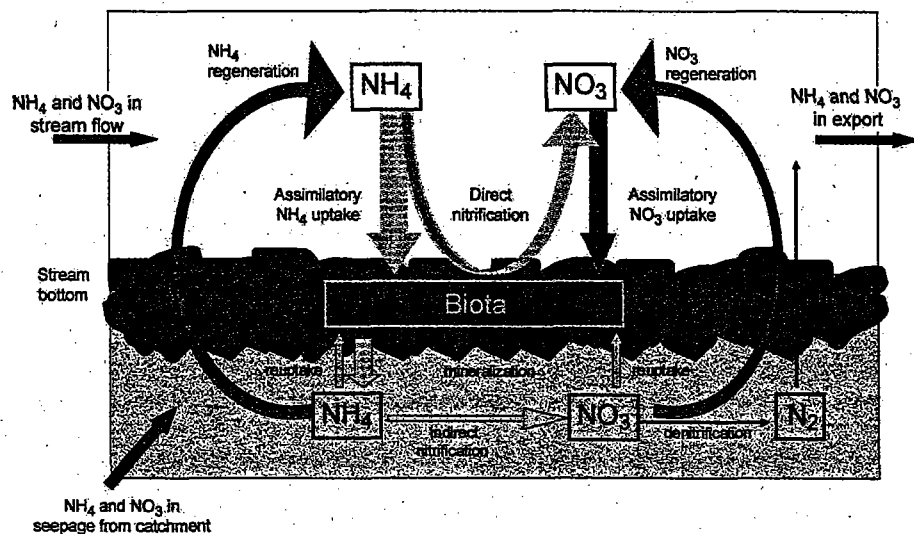 NH4
regeneration
NO3
regeneration
NH4
NO3
NH4 and NO3 in
stream flow
NH4 and NO3
in export
Assimilatory
NH4 uptake
Direct
nitrification
Assimilatory
NO3 uptake
Stream
bottom
Biota
reuptake
mineralization
reuptake
NH4
NO3
N2
indirect
nitrification
denitrification
NH4 and NO3 in
seepage from catchment